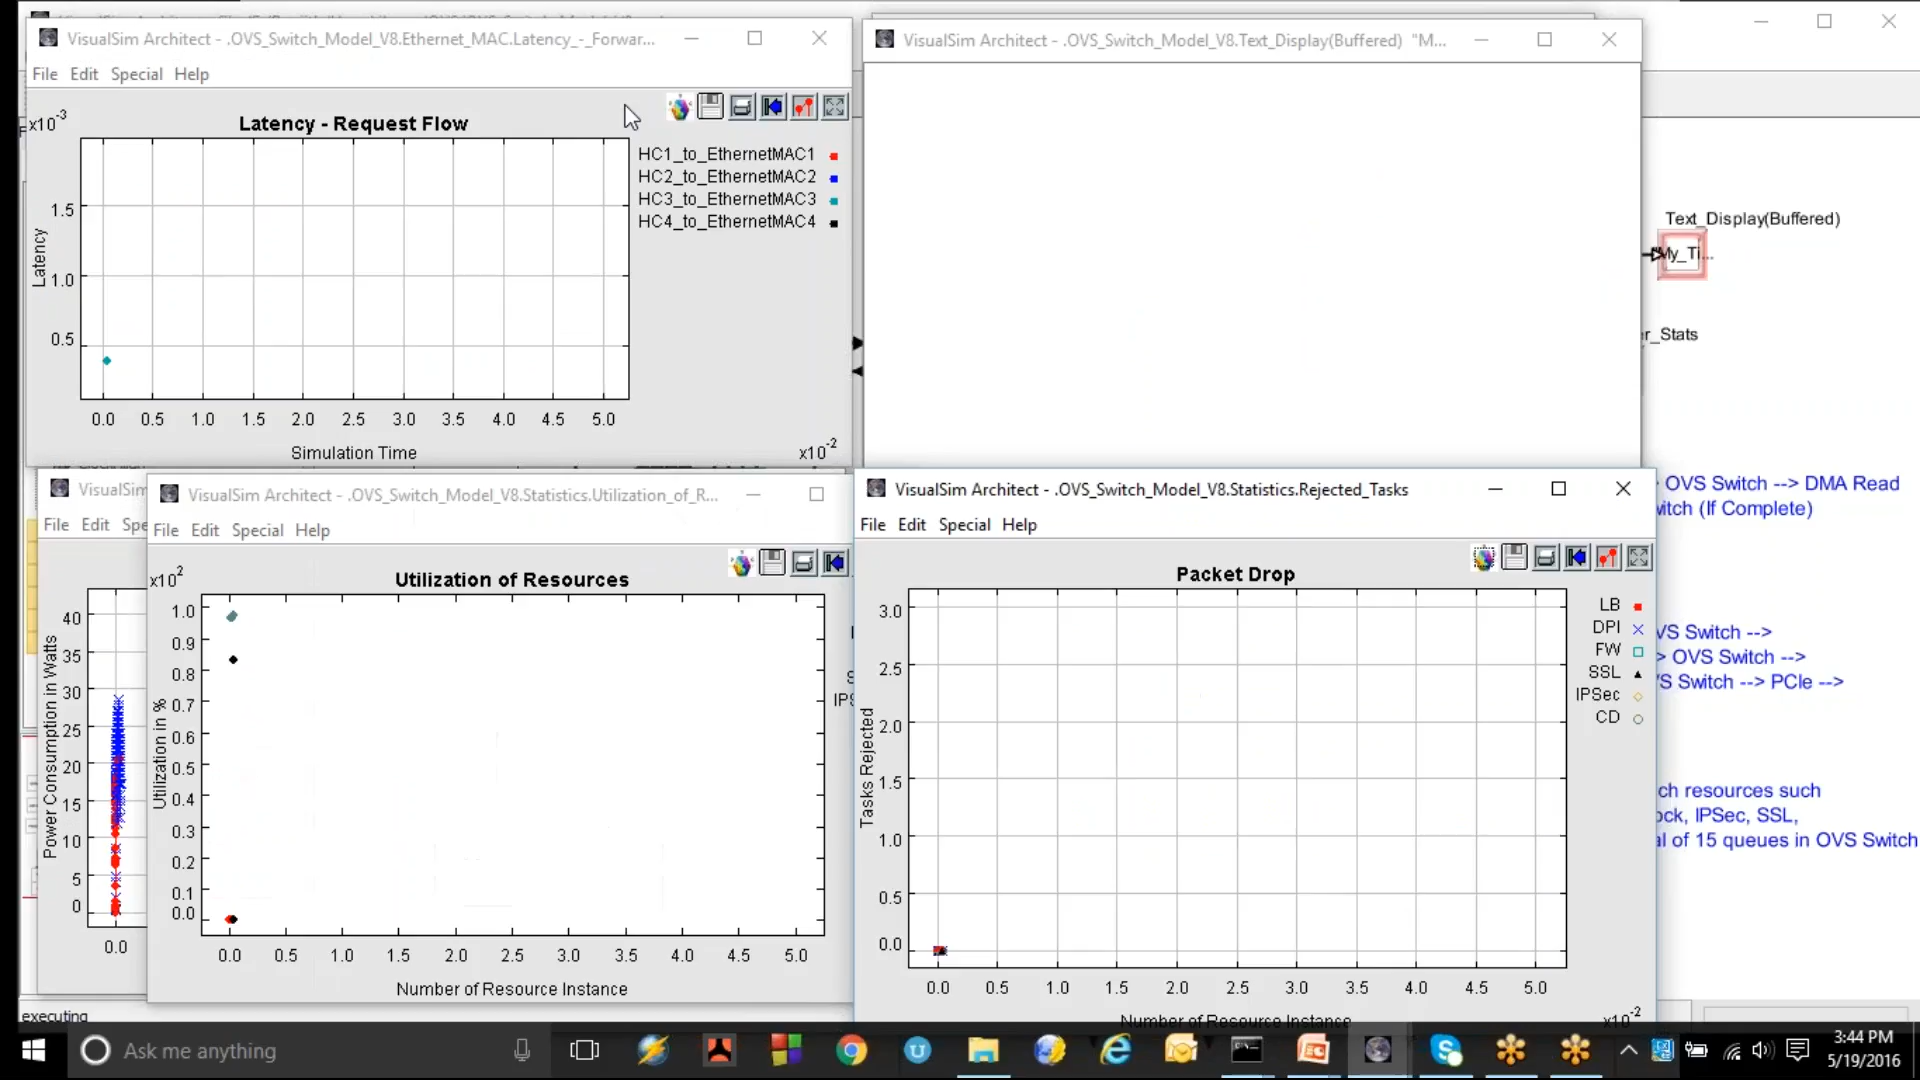 VisualSim Architect - .OVS_Switch_Model_V8.Ethernet_MAC.Latency_-_Forwar...
File Edit Special Help
x10-3
Latency - Request Flow
HC1_to_EthernetMAC1
HC2_to_EthernetMAC2
HC3_to_EthernetMAC3
HC4_to_EthernetMAC4
1.5
1.0
0.5
Latency
0.0 0.5 1.0 1.5 2.0 2.5 3.0 3.5 4.0 4.5 5.0
Simulation Time
x10-2
VisualSim Architect - .OVS_Switch_Model_V8.Text_Display(Buffered) "M...
Text_Display(Buffered)
My_Ti...
r_Stats
OVS Switch --> DMA Read
witch (If Complete)
VS Switch -->
> OVS Switch -->
VS Switch --> PCIe -->
ch resources such
ock, IPSec, SSL,
al of 15 queues in OVS Switch
VisualSim
File Edit Spe
40
35
30
25
20
15
10
5
0
Power Consumption in Watts
0.0
VisualSim Architect - .OVS_Switch_Model_V8.Statistics.Utilization_of_R...
File Edit Special Help
x102
Utilization of Resources
1.0
0.9
0.8
0.7
0.6
0.5
0.4
0.3
0.2
0.1
0.0
Utilization in %
0.0 0.5 1.0 1.5 2.0 2.5 3.0 3.5 4.0 4.5 5.0
Number of Resource Instance
S
IPS
VisualSim Architect - .OVS_Switch_Model_V8.Statistics.Rejected_Tasks
File Edit Special Help
Packet Drop
3.0
2.5
2.0
1.5
1.0
0.5
0.0
Tasks Rejected
LB
DPI
FW
SSL
IPSec
CD
0.0 0.5 1.0 1.5 2.0 2.5 3.0 3.5 4.0 4.5 5.0
Number of Resource Instance
x10-2
executing
Ask me anything
3:44 PM
5/19/2016